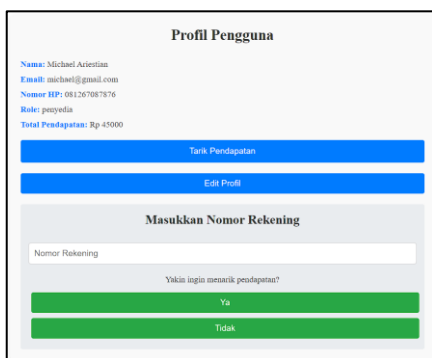 Profil Pengguna
Nama: Michael Ariestian
Email: michael@gmail.com
Nomor HP: 081267087876
Role: penyedia
Total Pendapatan: Rp 45000
Tarik Pendapatan
Edit Profil
Masukkan Nomor Rekening
Nomor Rekening
Yakin ingin menarik pendapatan?
Ya
Tidak